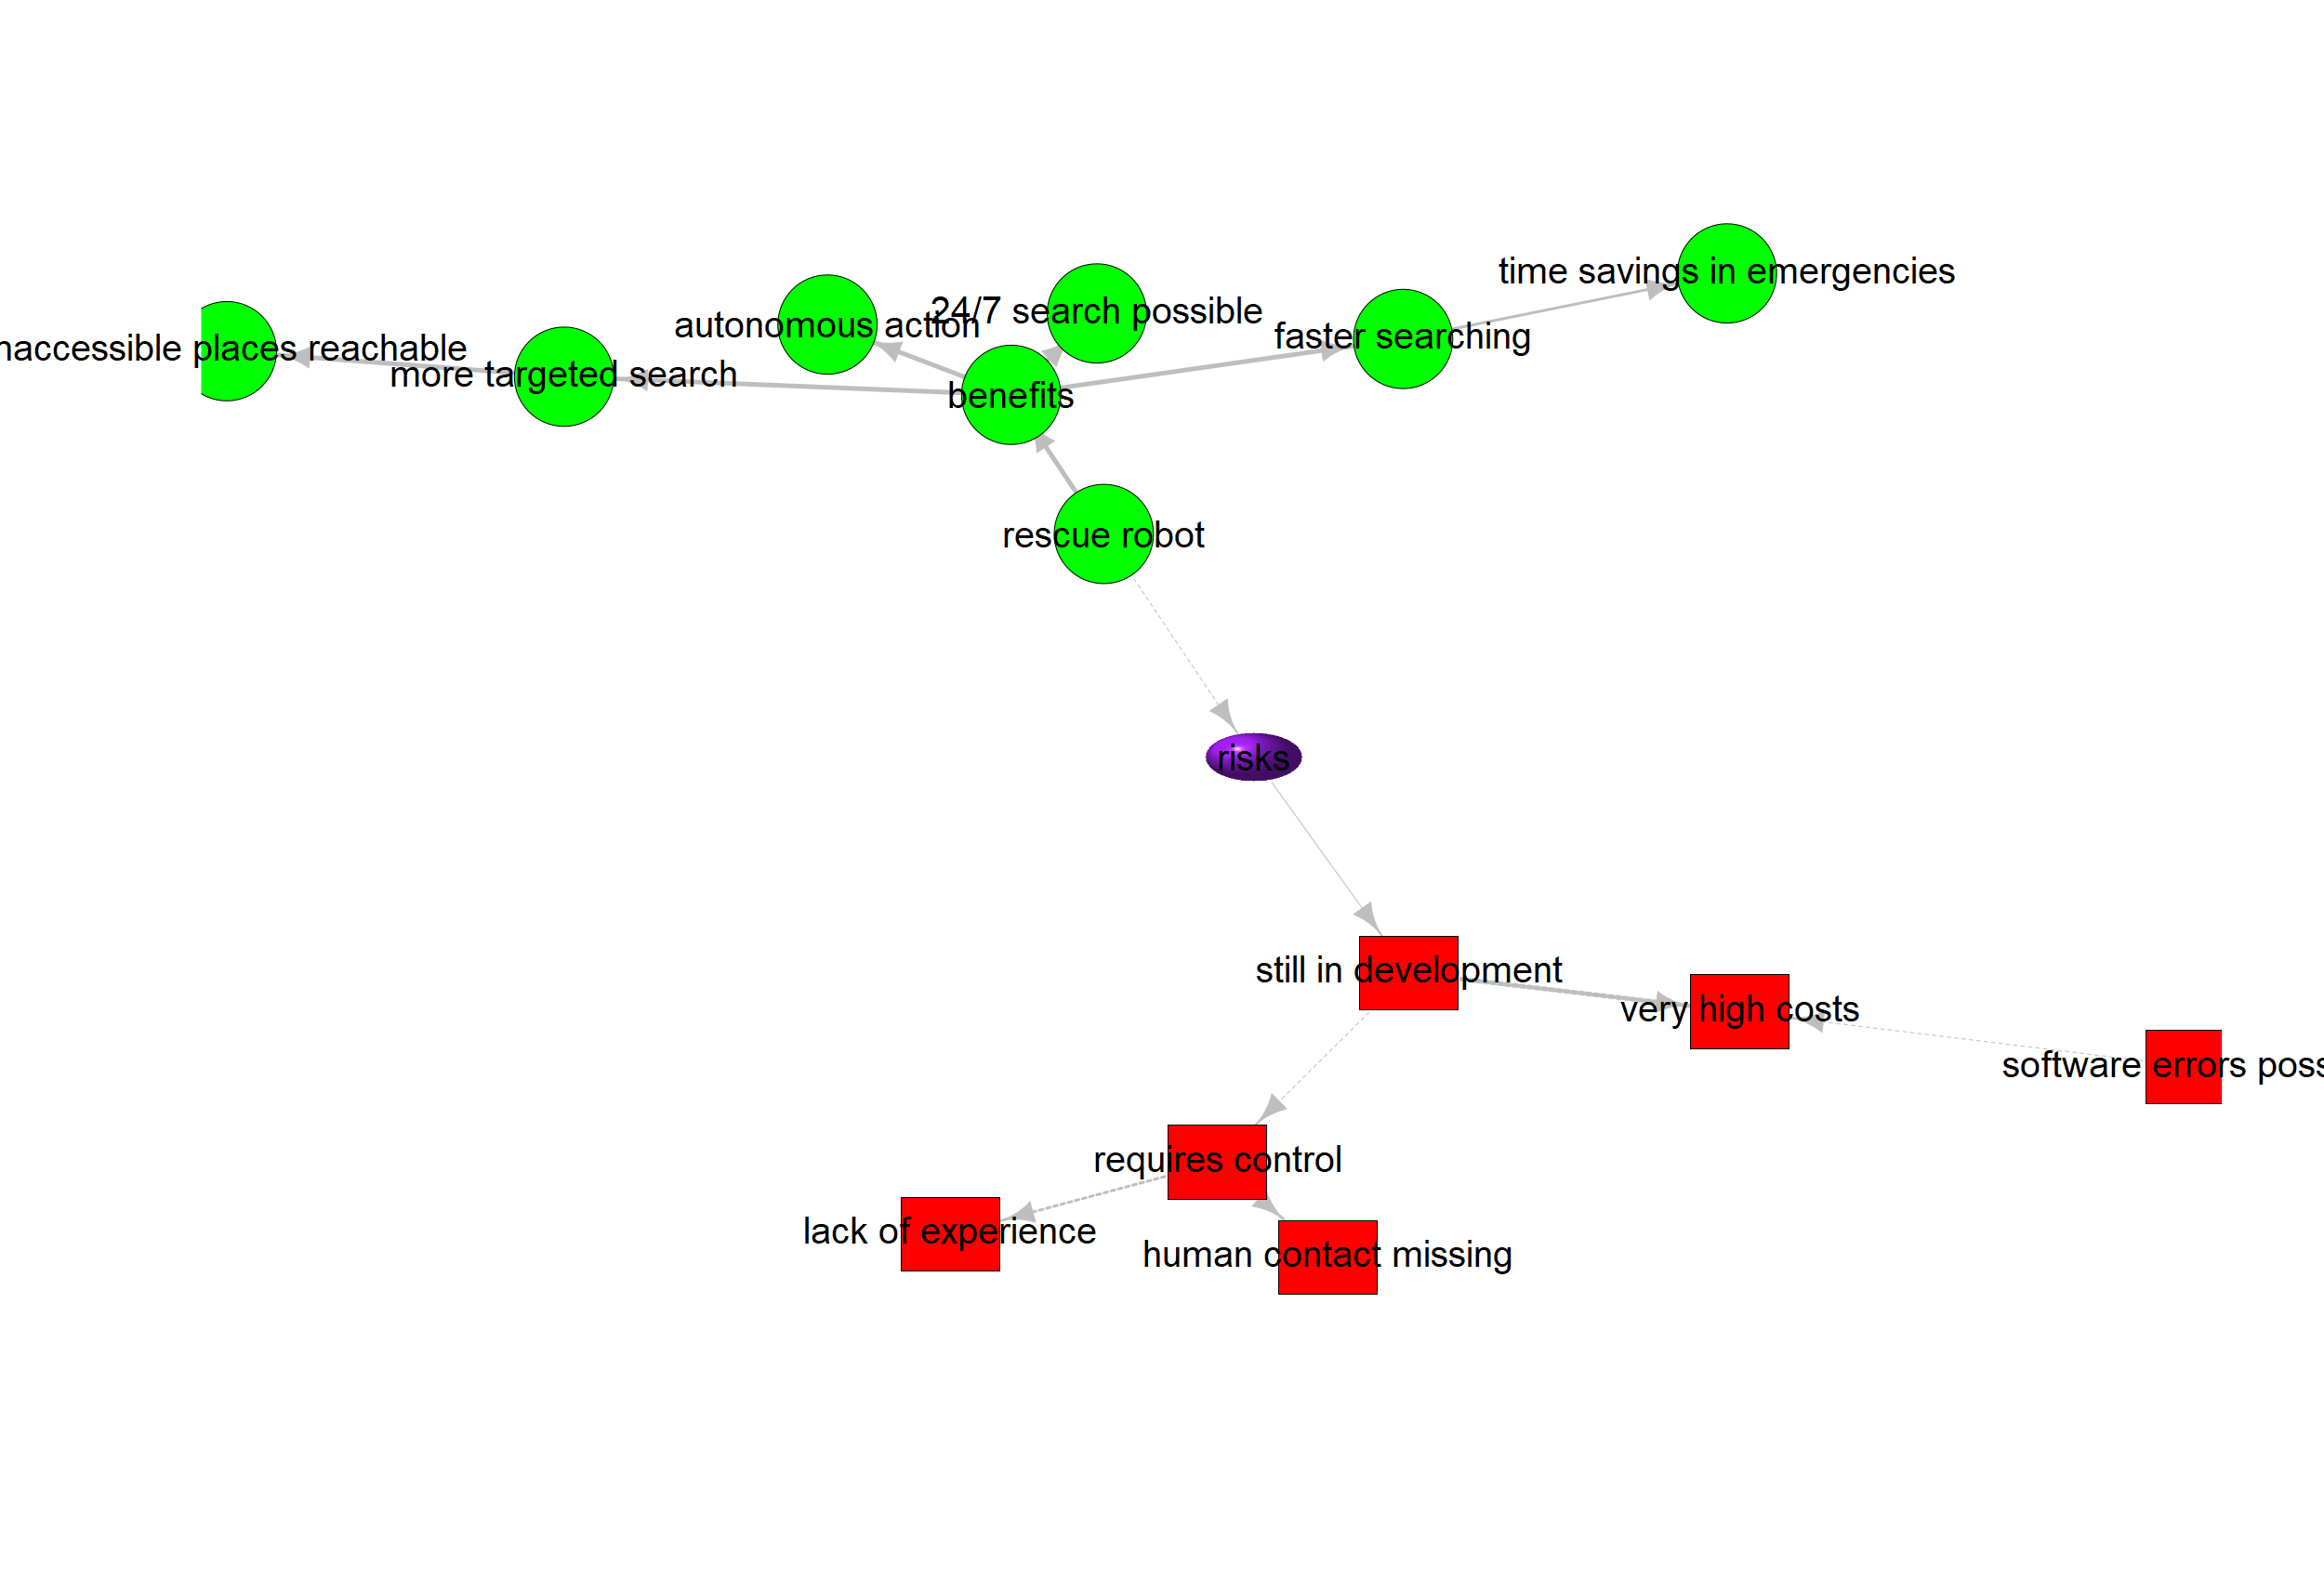 time savings in emergencies
24/7 search possible
autonomous action
faster searching
naccessible places reachable
more targeted search
benefits
rescue robot
risks
still in development
very high costs
software errors poss
requires control
lack of experience
human contact missing